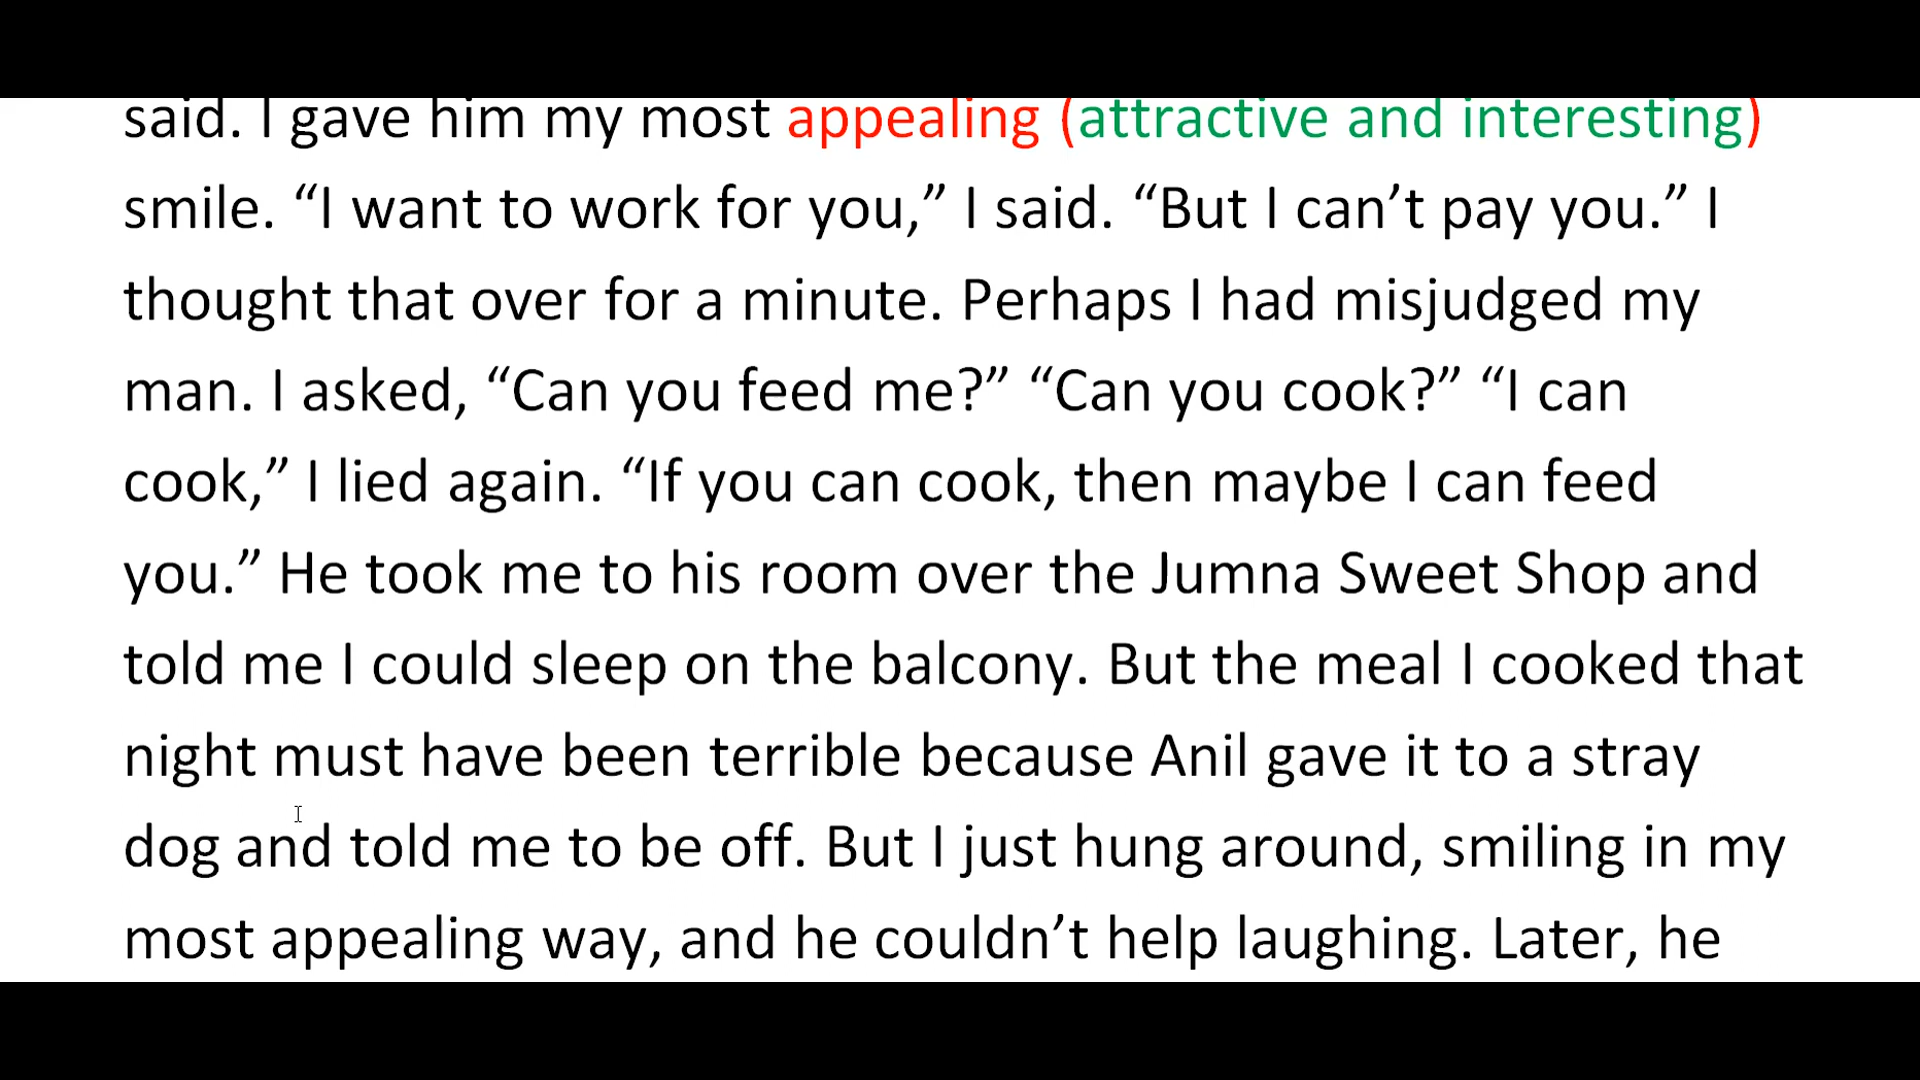 said. I gave him my most appealing (attractive and interesting)
smile. “I want to work for you,” I said. “But I can’t pay you.” I
thought that over for a minute. Perhaps I had misjudged my
man. I asked, “Can you feed me?” “Can you cook?” “I can
cook,” I lied again. “If you can cook, then maybe I can feed
you.” He took me to his room over the Jumna Sweet Shop and
told me I could sleep on the balcony. But the meal I cooked that
night must have been terrible because Anil gave it to a stray
dog and told me to be off. But I just hung around, smiling in my
most appealing way, and he couldn’t help laughing. Later, he